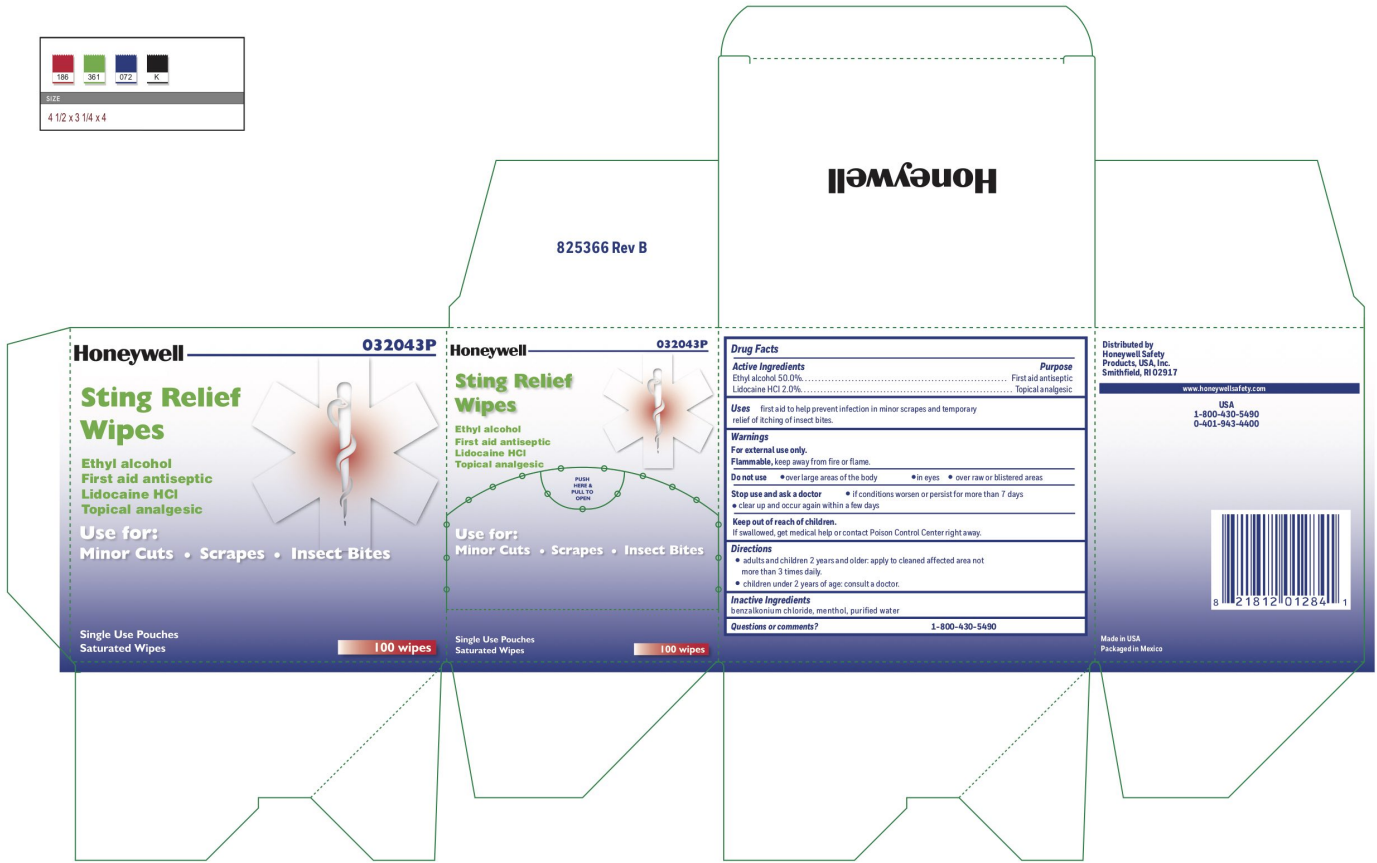 186 361 072 K
SIZE
4 1/2 x 3 1/4 x 4
Honeywell
825366 Rev B
Honeywell
032043P
Sting Relief
Wipes
Ethyl alcohol
First aid antiseptic
Lidocaine HCl
Topical analgesic
Use for:
Minor Cuts • Scrapes • Insect Bites
Single Use Pouches
Saturated Wipes
100 wipes
Honeywell
032043P
Sting Relief
Wipes
Ethyl alcohol
First aid antiseptic
Lidocaine HCl
Topical analgesic
PUSH
HERE &
PULL TO
OPEN
Use for:
Minor Cuts • Scrapes • Insect Bites
Single Use Pouches
Saturated Wipes
100 wipes
Drug Facts
Active Ingredients Purpose
Ethyl alcohol 50.0%. . . . . . . . . . . . . . . . . . . . First aid antiseptic
Lidocaine HCl 2.0%. . . . . . . . . . . . . . . . . . . . Topical analgesic
Uses first aid to help prevent infection in minor scrapes and temporary
relief of itching of insect bites.
Warnings
For external use only.
Flammable, keep away from fire or flame.
Do not use • over large areas of the body • in eyes • over raw or blistered areas
Stop use and ask a doctor • if conditions worsen or persist for more than 7 days
• clear up and occur again within a few days
Keep out of reach of children.
If swallowed, get medical help or contact Poison Control Center right away.
Directions
• adults and children 2 years and older: apply to cleaned affected area not
more than 3 times daily.
• children under 2 years of age: consult a doctor.
Inactive Ingredients
benzalkonium chloride, menthol, purified water
Questions or comments? 1-800-430-5490
Distributed by
Honeywell Safety
Products, USA, Inc.
Smithfield, RI 02917
www.honeywellsafety.com
USA
1-800-430-5490
0-401-943-4400
8 21812 01284 1
Made in USA
Packaged in Mexico